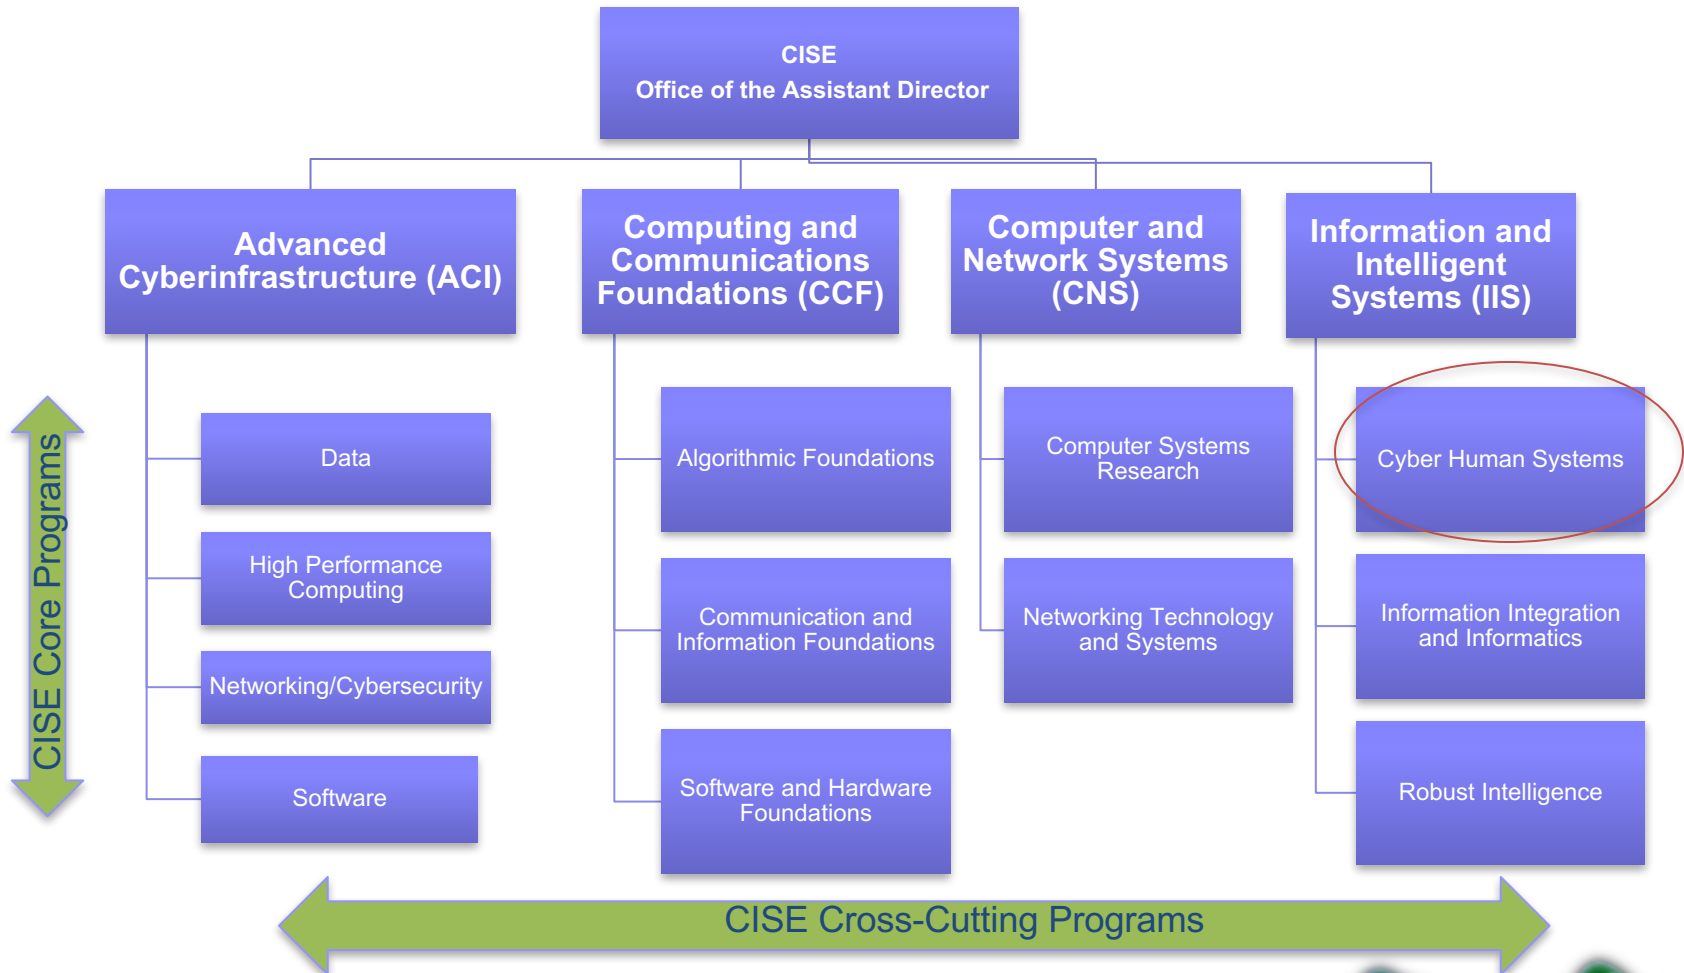 CISE
Office of the Assistant Director
Advanced
Cyberinfrastructure (ACI)
Computing and
Communications
Foundations (CCF)
Computer and
Network Systems
(CNS)
Information and
Intelligent
Systems (IIS)
CISE Core Programs
Data
High Performance
Computing
Networking/Cybersecurity
Software
Algorithmic Foundations
Communication and
Information Foundations
Software and Hardware
Foundations
Computer Systems
Research
Networking Technology
and Systems
Cyber Human Systems
Information Integration
and Informatics
Robust Intelligence
CISE Cross-Cutting Programs